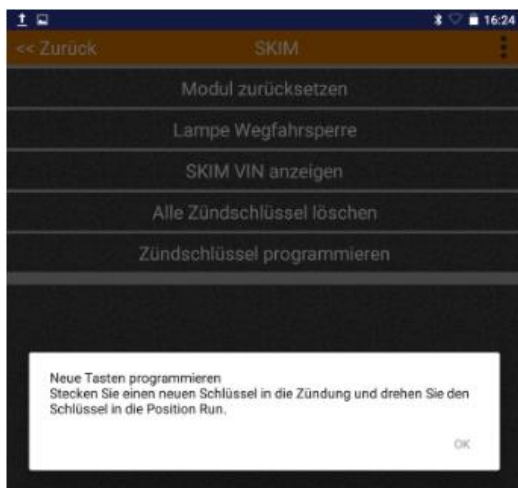 16:24
<< Zurück SKIM
Modul zurücksetzen
Lampe Wegfahrsperre
SKIM VIN anzeigen
Alle Zündschlüssel löschen
Zündschlüssel programmieren
Neue Tasten programmieren
Stecken Sie einen neuen Schlüssel in die Zündung und drehen Sie den
Schlüssel in die Position Run.
OK